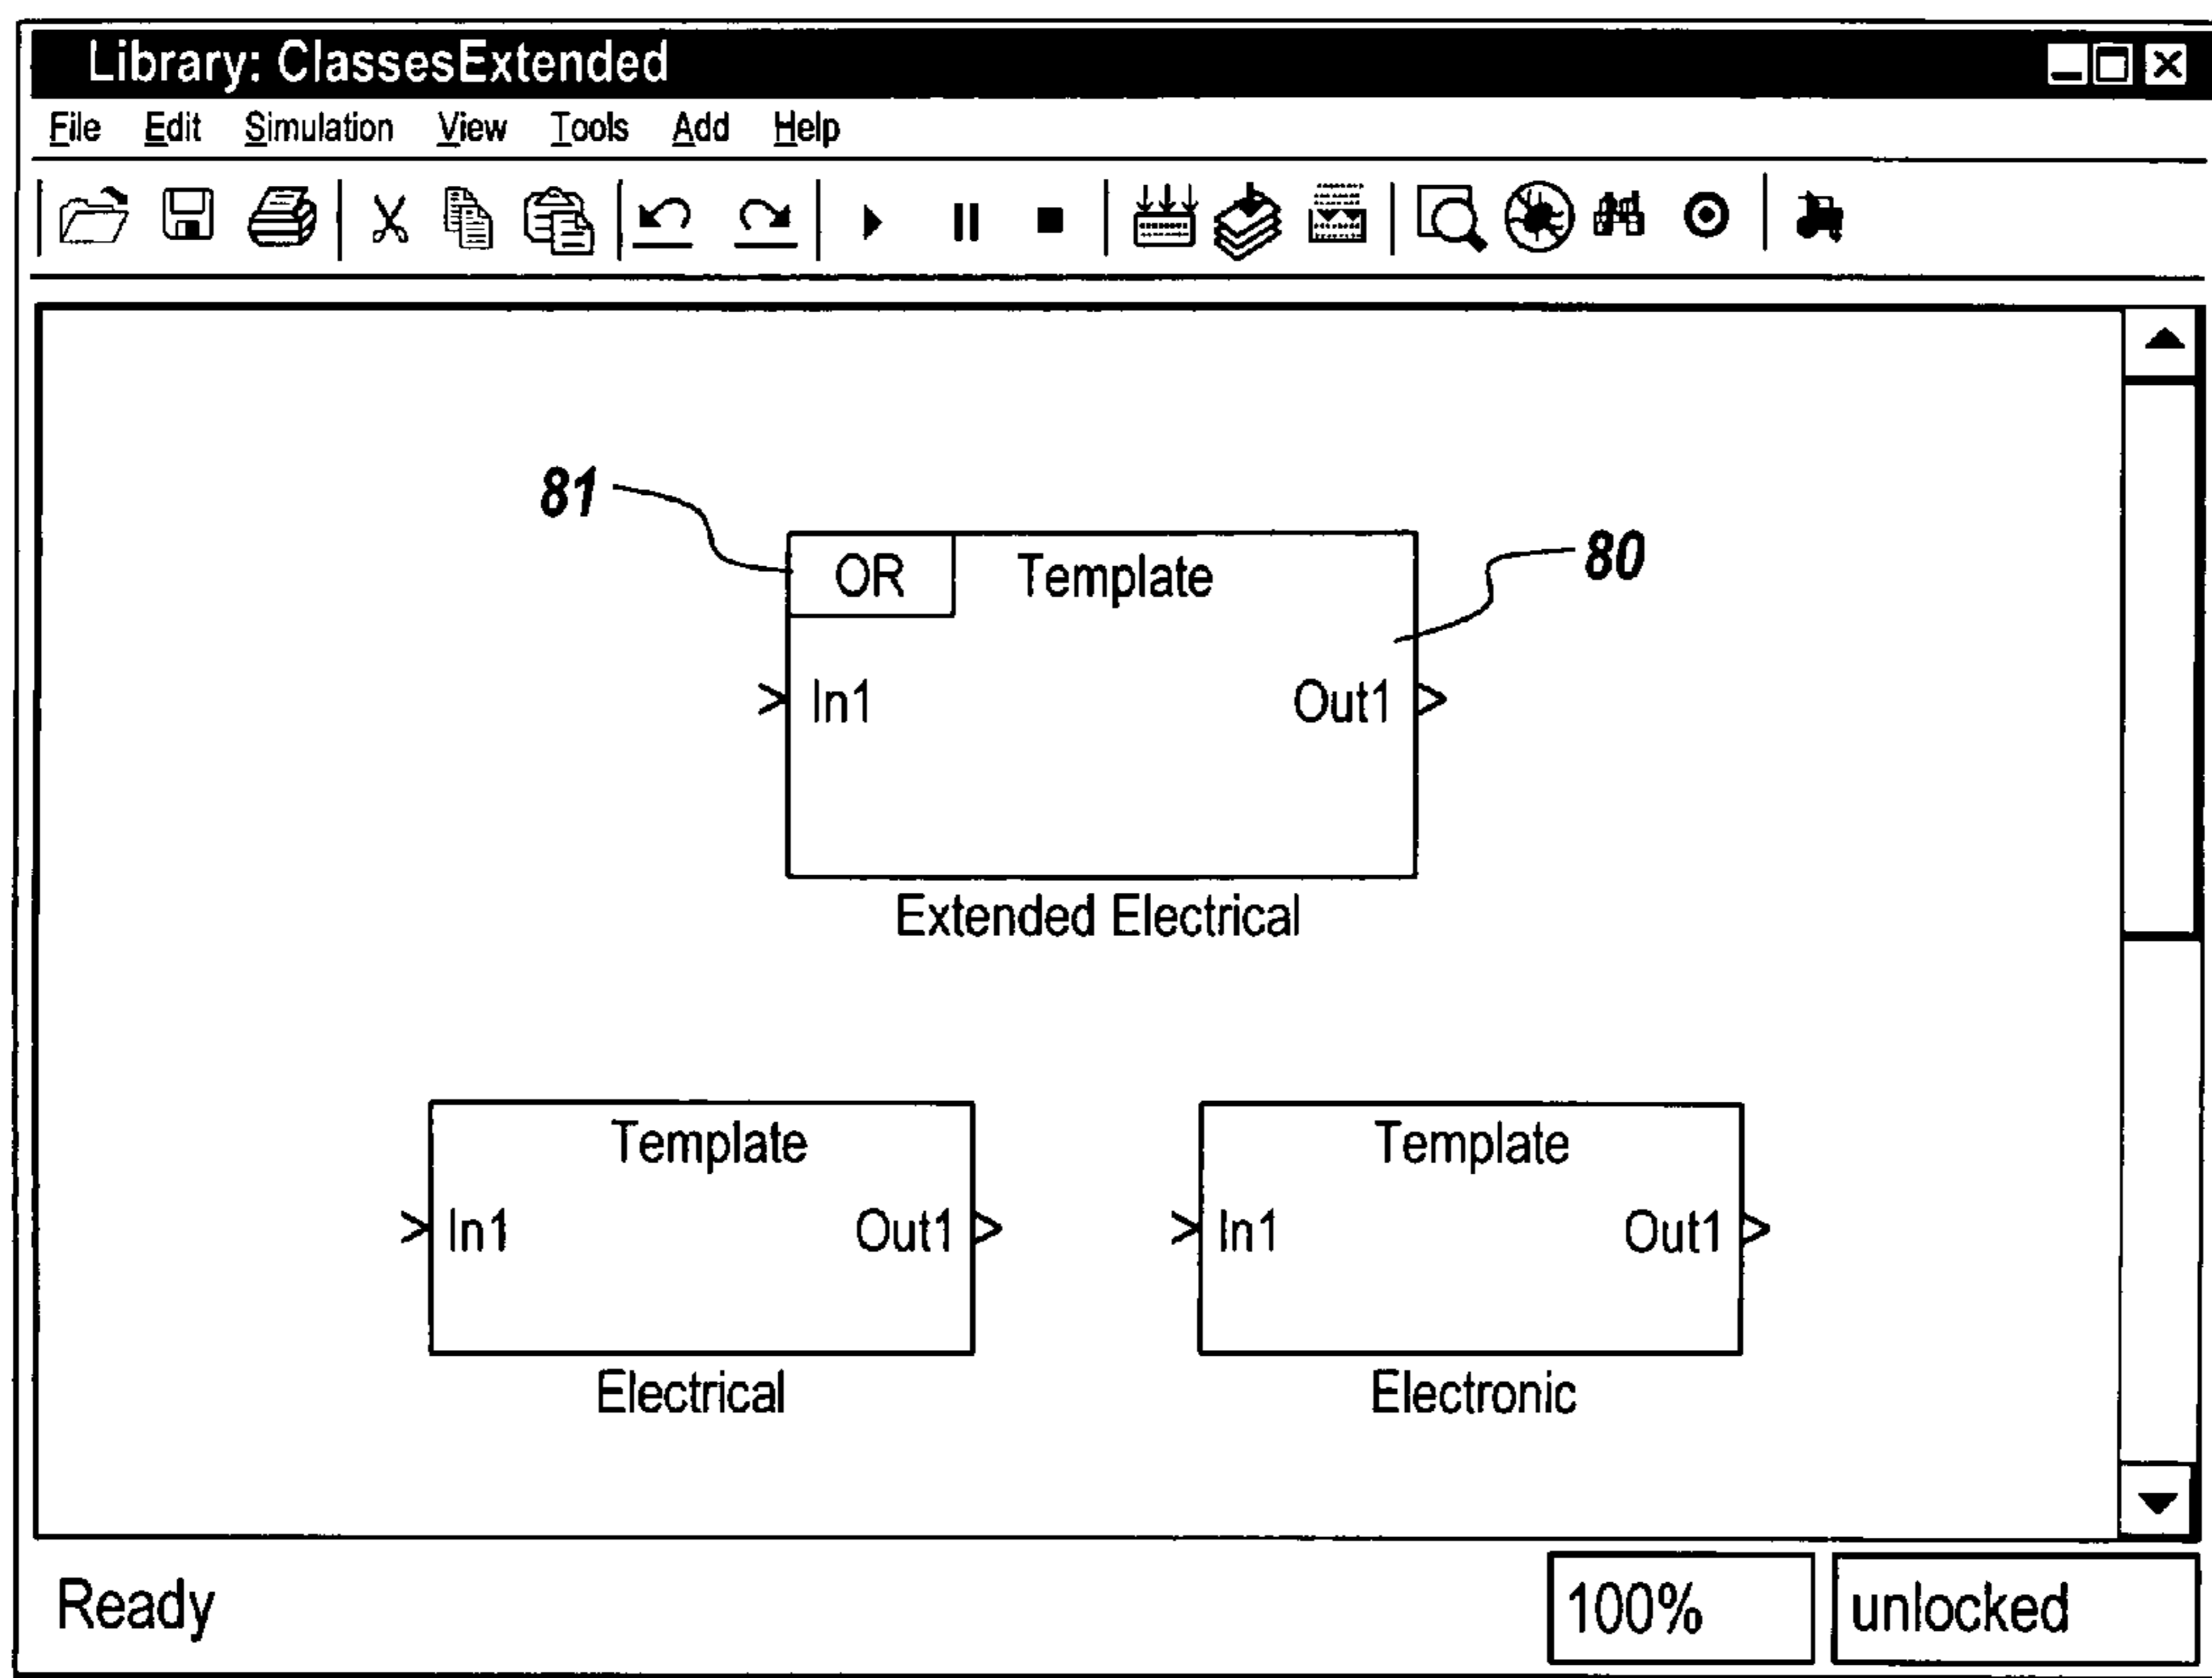 Library: ClassesExtended
File Edit Simulation View Tools Add Help
81
OR Template
80
In1 Out1
Extended Electrical
Template
In1 Out1
Electrical
Template
In1 Out1
Electronic
Ready 100% unlocked